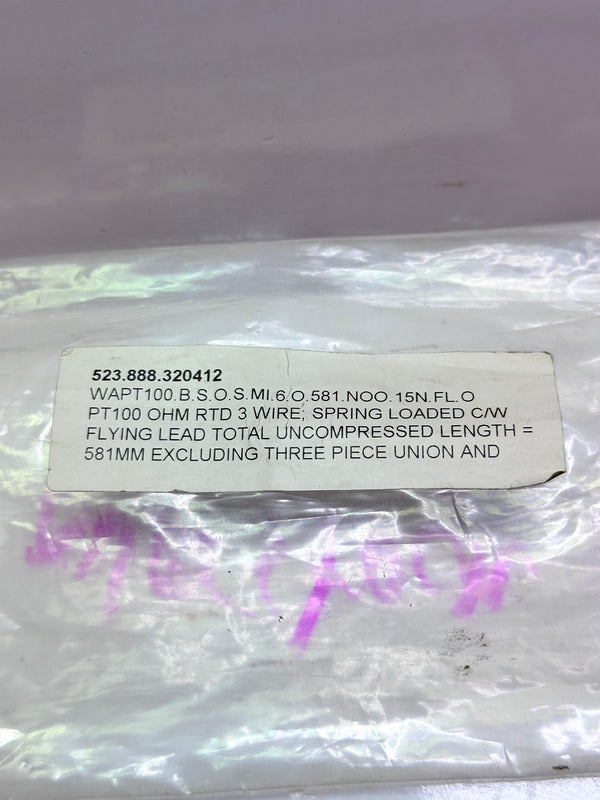 523.888.320412
WAPT100.B.S.O.S.MI.6.O.581.NOO.15N.FL.O
PT100 OHM RTD 3 WIRE; SPRING LOADED C/W
FLYING LEAD TOTAL UNCOMPRESSED LENGTH =
581MM EXCLUDING THREE PIECE UNION AND